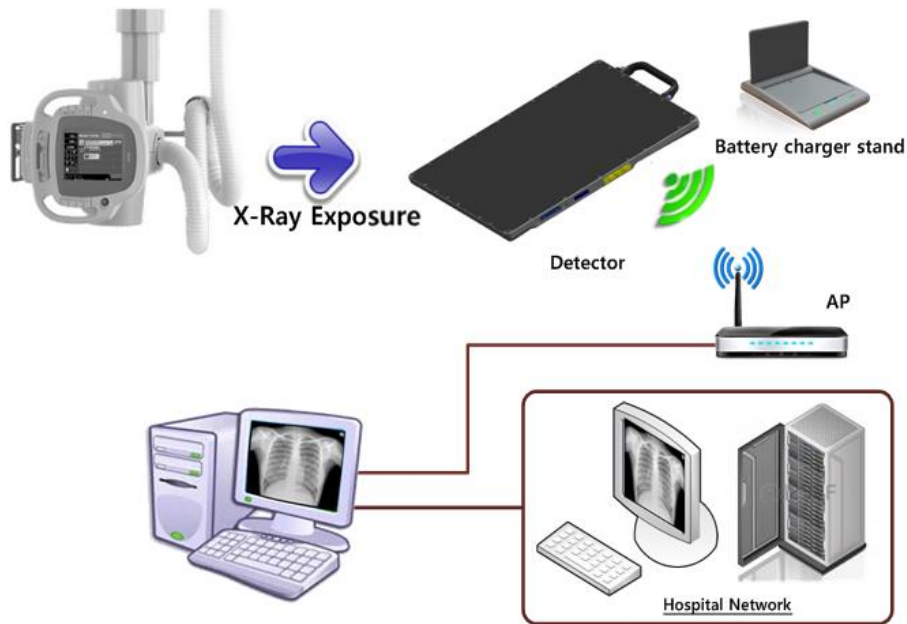 Battery charger stand
X-Ray Exposure
Detector
AP
Hospital Network